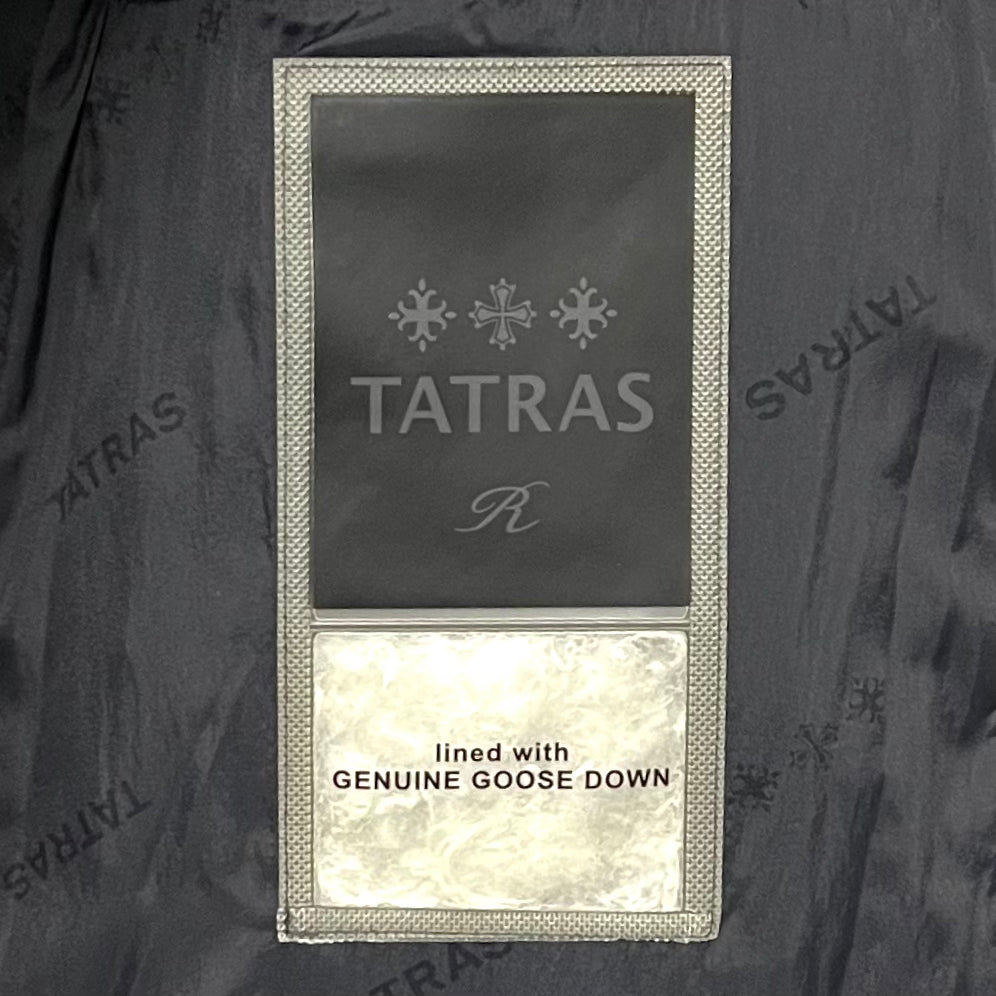 TATRAS
R
lined with
GENUINE GOOSE DOWN
TATRAS
TATRAS
TATRAS
TATRAS